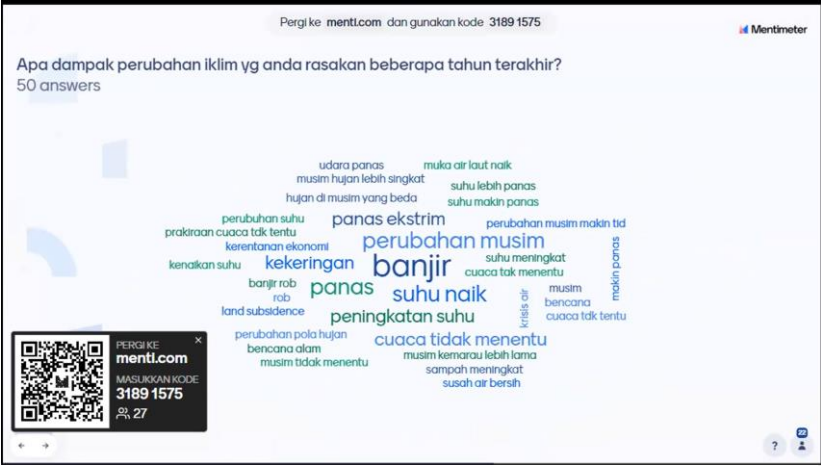 Pergi ke menti.com dan gunakan kode 3189 1575
Mentimeter
Apa dampak perubahan iklim yg anda rasakan beberapa tahun terakhir?
50 answers
udara panas
muka air laut naik
musim hujan lebih singkat
suhu lebih panas
hujan di musim yang beda
suhu makin panas
perubuhan suhu
panas ekstrim
perubahan musim makin tid
prakiraan cuaca tdk tentu
perubahan musim
kerentanan ekonomi
makin panas
suhu meningkat
kenaikan suhu
kekeringan
banjir
cuaca tak menentu
banjir rob
panas
suhu naik
krisis air
musim
rob
bencana
land subsidence
peningkatan suhu
cuaca tdk tentu
perubahan pola hujan
cuaca tidak menentu
bencana alam
musim kemarau lebih lama
musim tidak menentu
sampah meningkat
susah air bersih
PERGI KE
menti.com
MASUKKAN KODE
3189 1575
27
?
22